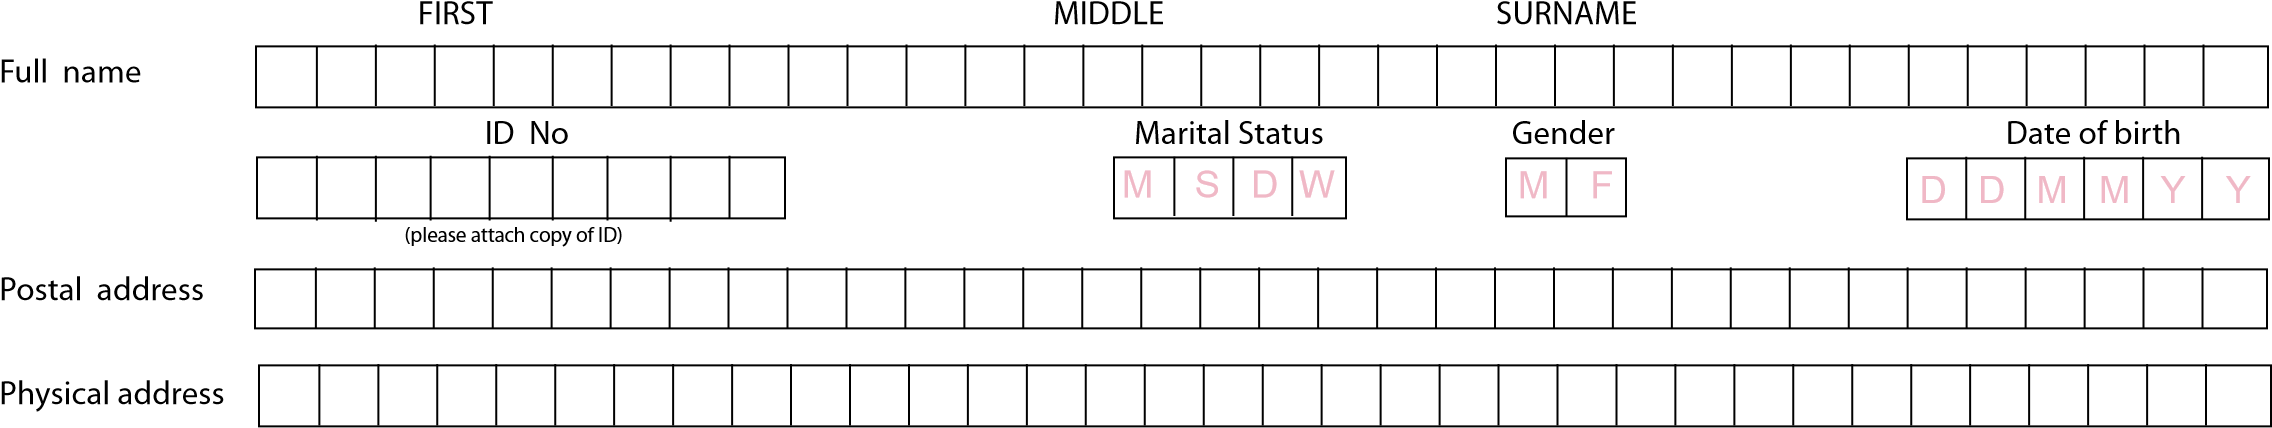 FIRST MIDDLE SURNAME
Full name
ID No Marital Status Gender Date of birth
M S D W M F D D M M Y Y
(please attach copy of ID)
Postal address
Physical address